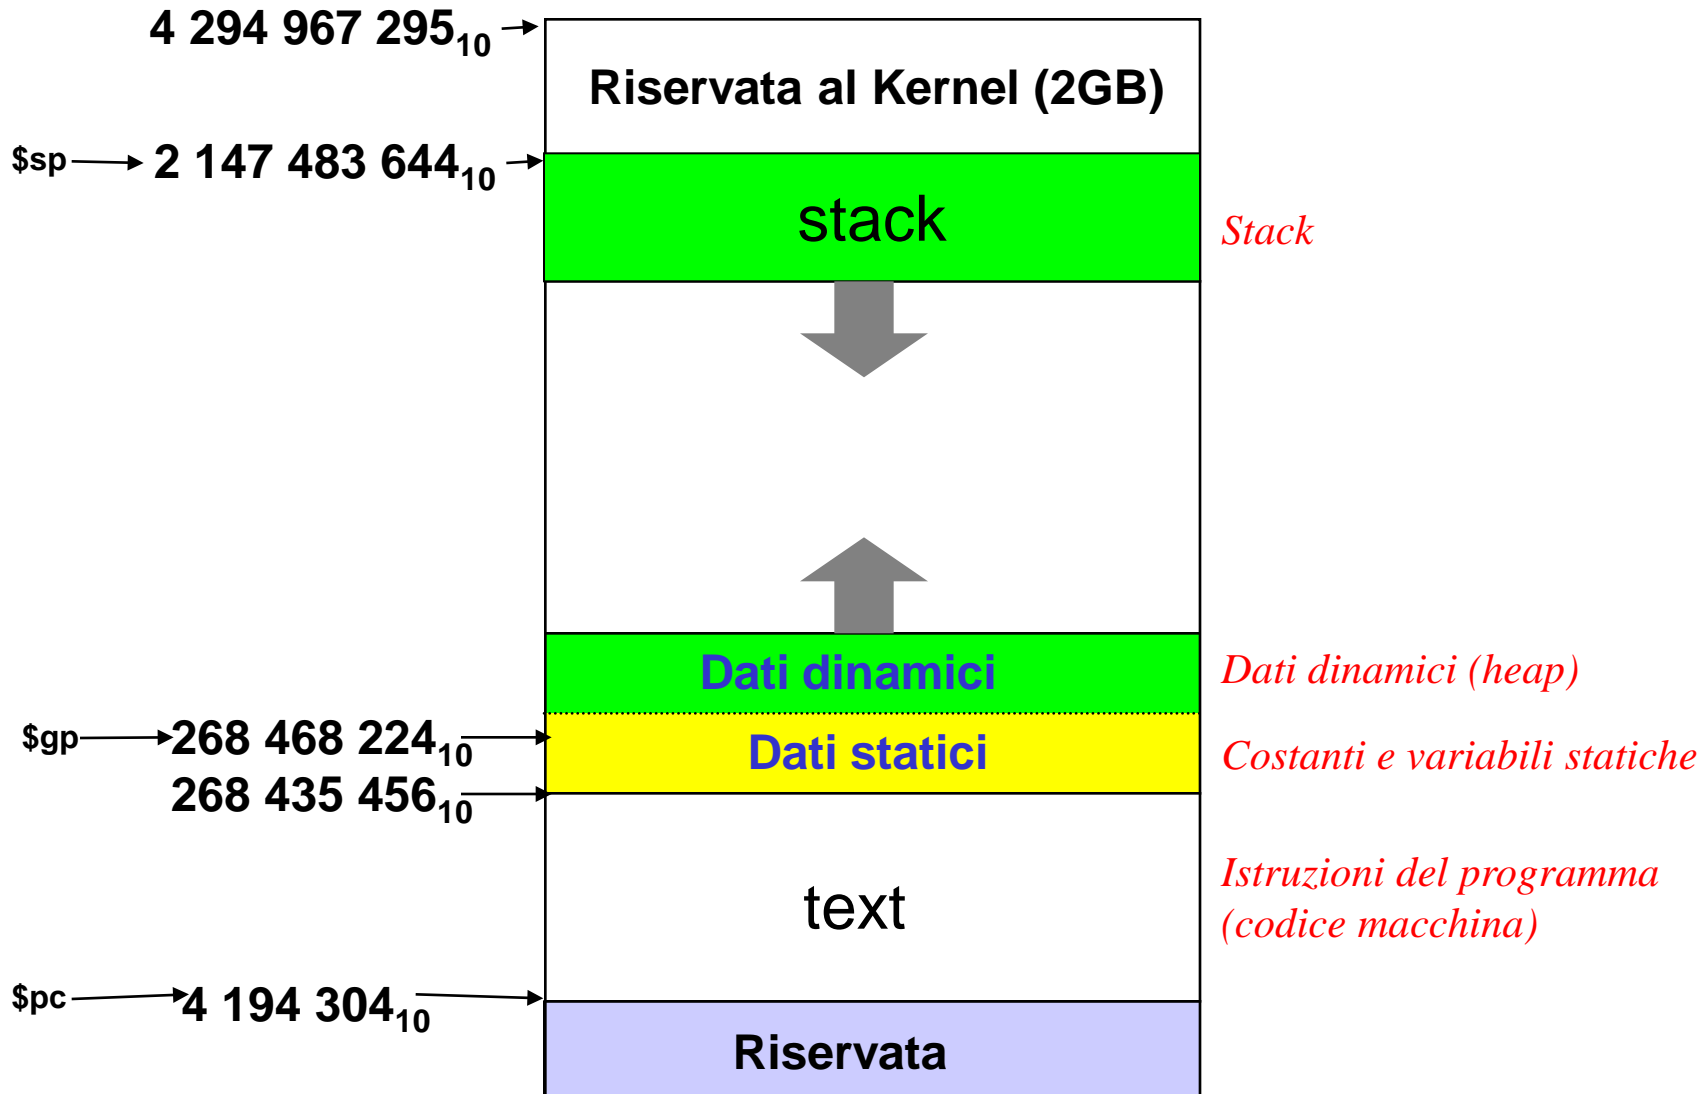 4 294 967 295₁₀
Riservata al Kernel (2GB)
$sp
2 147 483 644₁₀
stack
Stack
Dati dinamici
Dati dinamici (heap)
$gp
268 468 224₁₀
Dati statici
Costanti e variabili statiche
268 435 456₁₀
text
Istruzioni del programma
(codice macchina)
$pc
4 194 304₁₀
Riservata